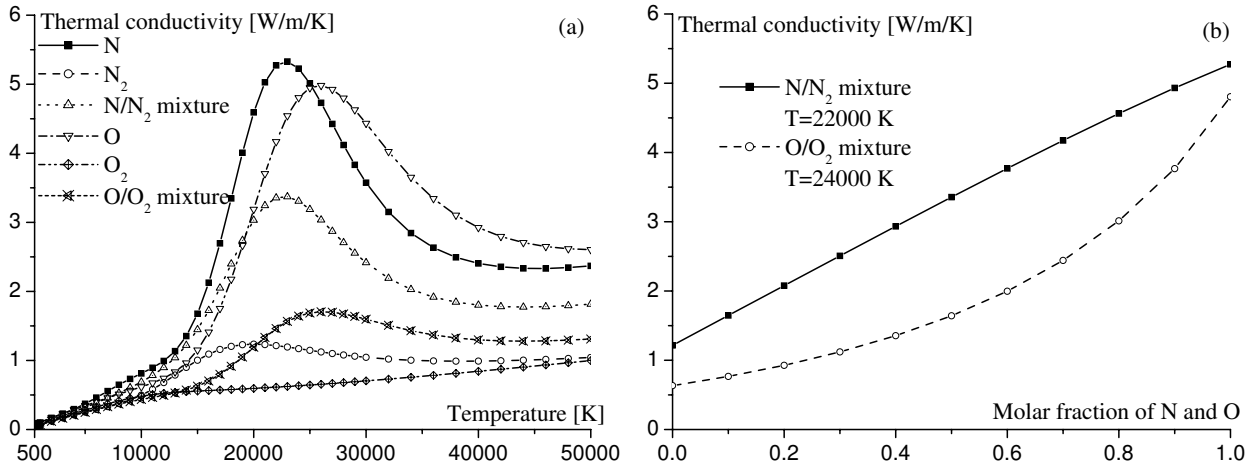 Thermal conductivity [W/m/K]
(a)
N
N2
N/N2 mixture
O
O2
O/O2 mixture
6
5
4
3
2
1
0
Temperature [K]
500
10000
20000
30000
40000
50000
Thermal conductivity [W/m/K]
(b)
N/N2 mixture
T=22000 K
O/O2 mixture
T=24000 K
6
5
4
3
2
1
0
Molar fraction of N and O
0.0
0.2
0.4
0.6
0.8
1.0